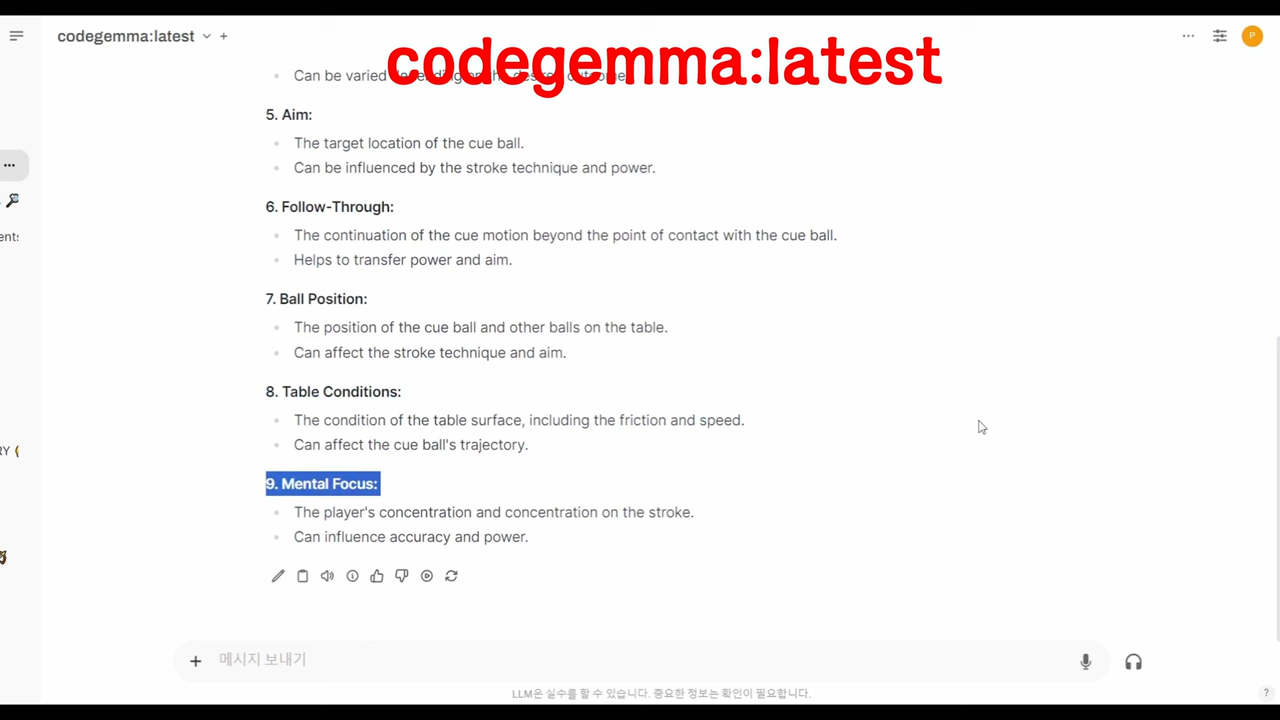 codegemma:latest
P
codegemma:latest
Can be varied
5. Aim:
The target location of the cue ball.
Can be influenced by the stroke technique and power.
6. Follow-Through:
The continuation of the cue motion beyond the point of contact with the cue ball.
Helps to transfer power and aim.
7. Ball Position:
The position of the cue ball and other balls on the table.
Can affect the stroke technique and aim.
8. Table Conditions:
The condition of the table surface, including the friction and speed.
Can affect the cue ball's trajectory.
9. Mental Focus:
The player's concentration and concentration on the stroke.
Can influence accuracy and power.
메시지 보내기
LLM은 실수를 할 수 있습니다. 중요한 정보는 확인이 필요합니다.
?